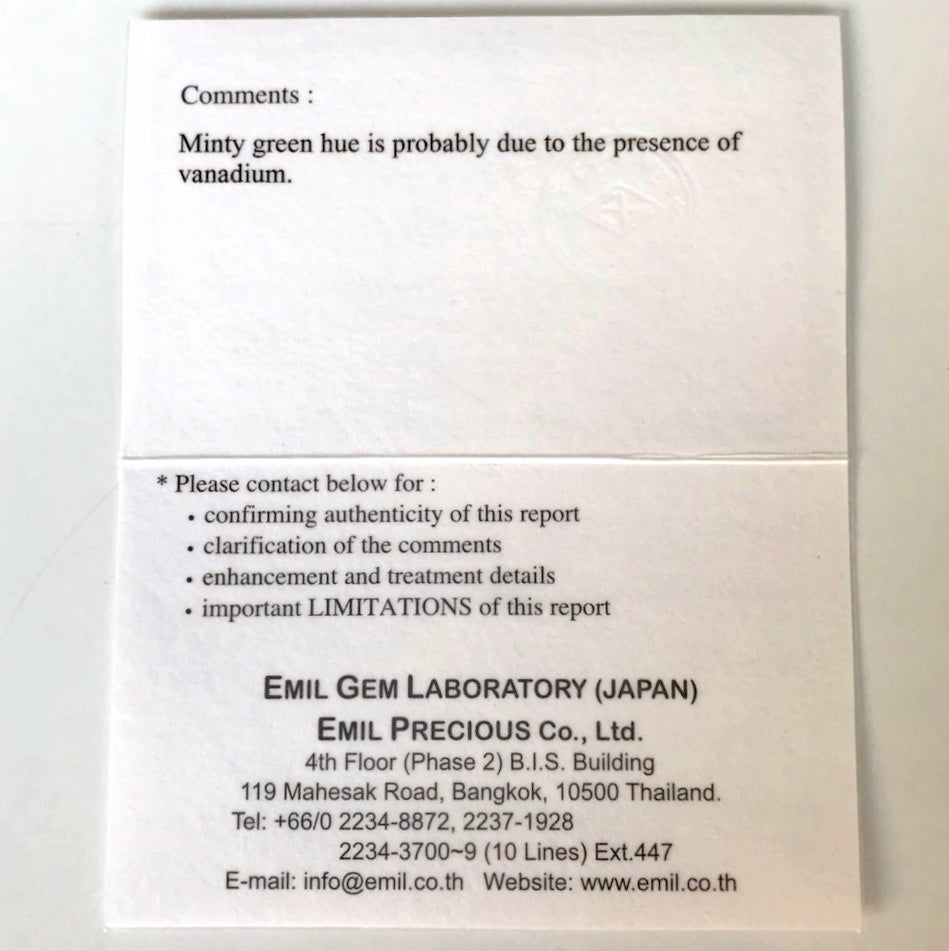 Comments :
Minty green hue is probably due to the presence of
vanadium.
* Please contact below for :
• confirming authenticity of this report
• clarification of the comments
• enhancement and treatment details
• important LIMITATIONS of this report
EMIL GEM LABORATORY (JAPAN)
EMIL PRECIOUS Co., Ltd.
4th Floor (Phase 2) B.I.S. Building
119 Mahesak Road, Bangkok, 10500 Thailand.
Tel: +66/0 2234-8872, 2237-1928
2234-3700~9 (10 Lines) Ext.447
E-mail: info@emil.co.th Website: www.emil.co.th